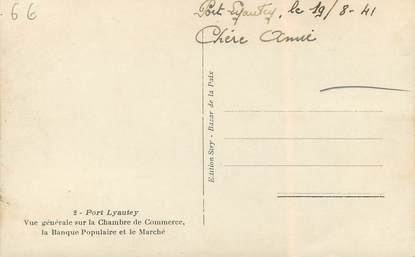 66
Port-Lyautey, le 19/8-41
Chère Amie
Edition Siry - Bazar de la Paix
2 - Port Lyautey
Vue générale sur la Chambre de Commerce,
la Banque Populaire et le Marché